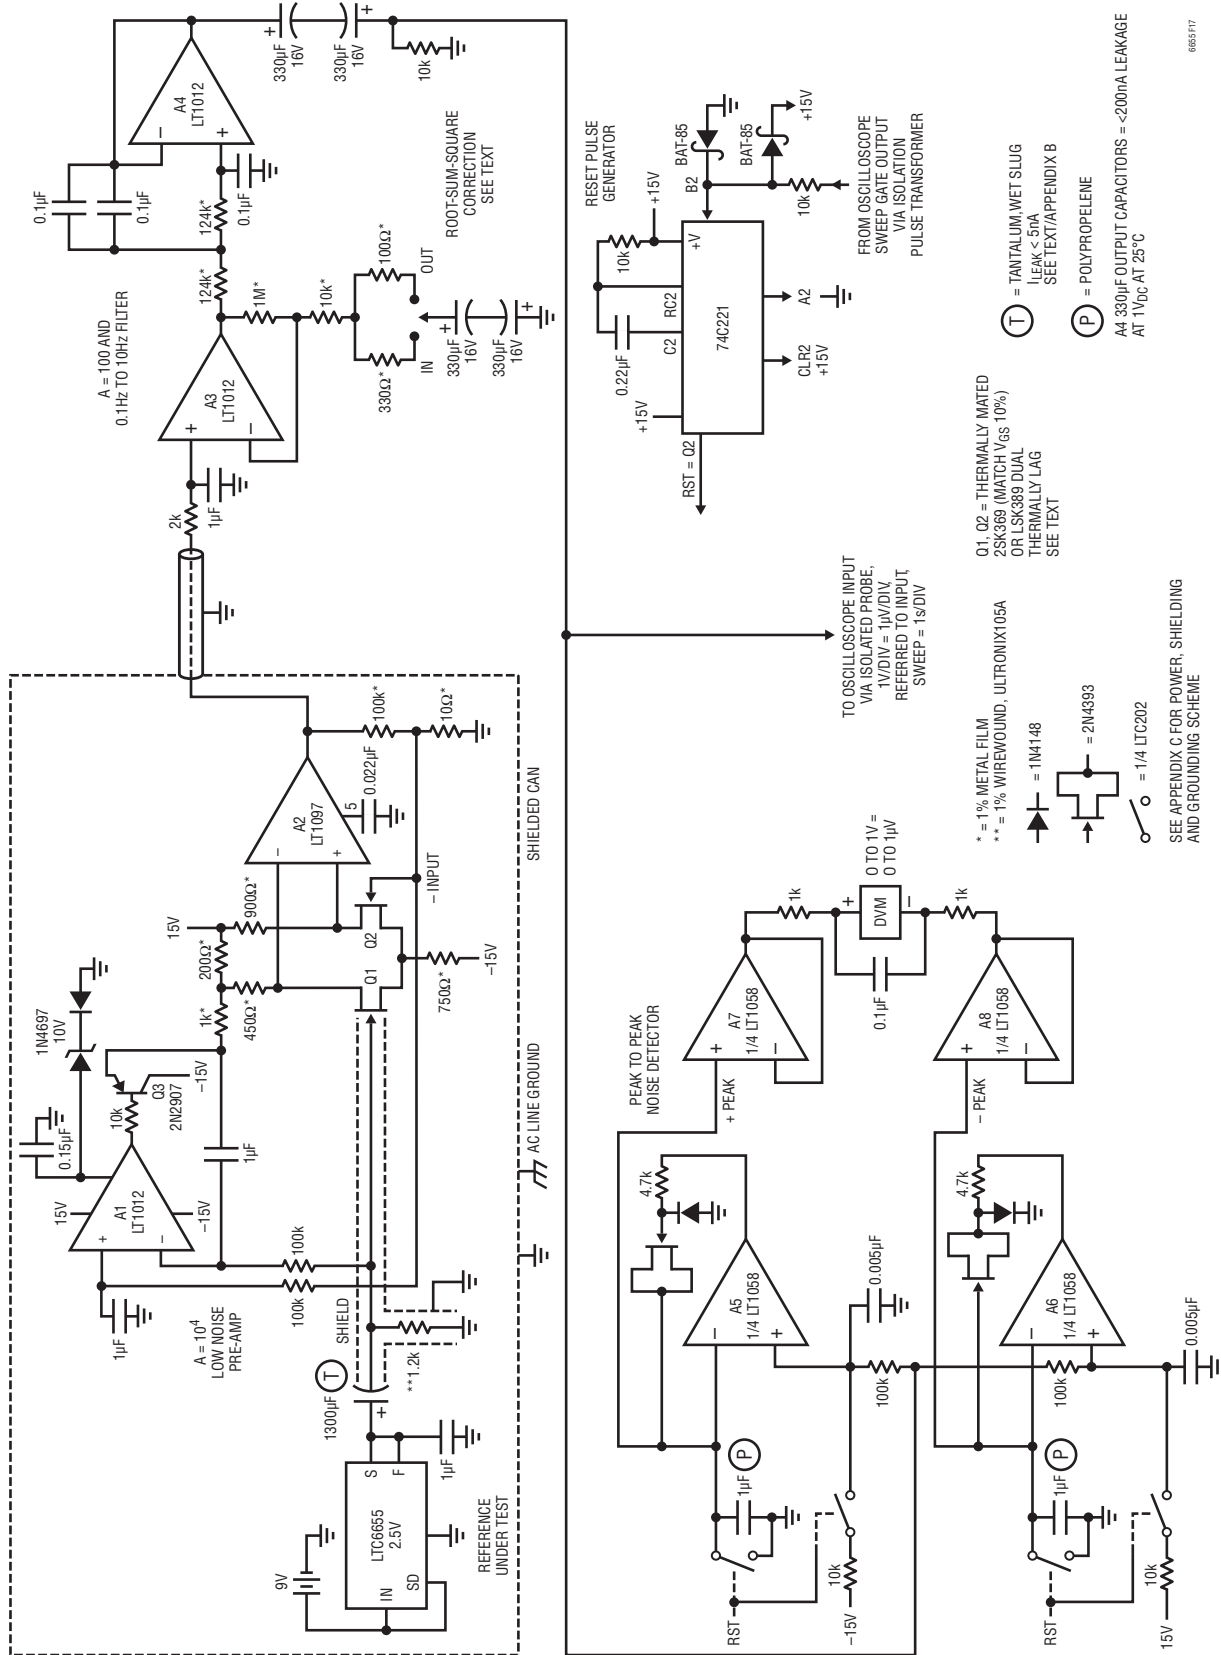 SHIELDED CAN
AC LINE GROUND
A = 10⁴
LOW NOISE
PRE-AMP
1µF
15V
A1
LT1012
–15V
+
–
0.15µF
1N4697
10V
10k
Q3
2N2907
–15V
1µF
100k
100k
1k*
200Ω*
15V
450Ω*
900Ω*
A2
LT1097
–
+
5
0.022µF
100k*
10Ω*
– INPUT
Q1
Q2
750Ω*
–15V
SHIELD
T
1300µF
+
**1.2k
9V
LTC6655
2.5V
IN
SD
S
F
1µF
REFERENCE
UNDER TEST
2k
1µF
A = 100 AND
0.1Hz TO 10Hz FILTER
A3
LT1012
+
–
124k*
1M*
10k*
330Ω*
100Ω*
IN
OUT
+
330µF
16V
330µF
16V
+
ROOT-SUM-SQUARE
CORRECTION
SEE TEXT
0.1µF
0.1µF
124k*
0.1µF
A4
LT1012
–
+
+
330µF
16V
330µF
16V
+
10k
TO OSCILLOSCOPE INPUT
VIA ISOLATED PROBE,
1V/DIV = 1µV/DIV,
REFERRED TO INPUT,
SWEEP = 1s/DIV
RESET PULSE
GENERATOR
RST = Q2
+15V
0.22µF
10k
+15V
C2
RC2
+V
74C221
CLR2
+15V
A2
B2
BAT-85
BAT-85
+15V
10k
FROM OSCILLOSCOPE
SWEEP GATE OUTPUT
VIA ISOLATION
PULSE TRANSFORMER
PEAK TO PEAK
NOISE DETECTOR
RST
1µF
P
10k
–15V
A5
1/4 LT1058
–
+
4.7k
100k
0.005µF
+ PEAK
A7
1/4 LT1058
+
–
1k
0.1µF
+
DVM
–
O TO 1V =
O TO 1µV
1k
RST
1µF
P
10k
15V
A6
1/4 LT1058
–
+
4.7k
100k
0.005µF
– PEAK
A8
1/4 LT1058
+
–
* = 1% METAL FILM
** = 1% WIREWOUND, ULTRONIX105A
= 1N4148
= 2N4393
= 1/4 LTC202
SEE APPENDIX C FOR POWER, SHIELDING
AND GROUNDING SCHEME
Q1, Q2 = THERMALLY MATED
2SK369 (MATCH VGS 10%)
OR LSK389 DUAL
THERMALLY LAG
SEE TEXT
T = TANTALUM,WET SLUG
ILEAK < 5nA
SEE TEXT/APPENDIX B
P = POLYPROPELENE
A4 330µF OUTPUT CAPACITORS = <200nA LEAKAGE
AT 1VDC AT 25°C
6655 F17